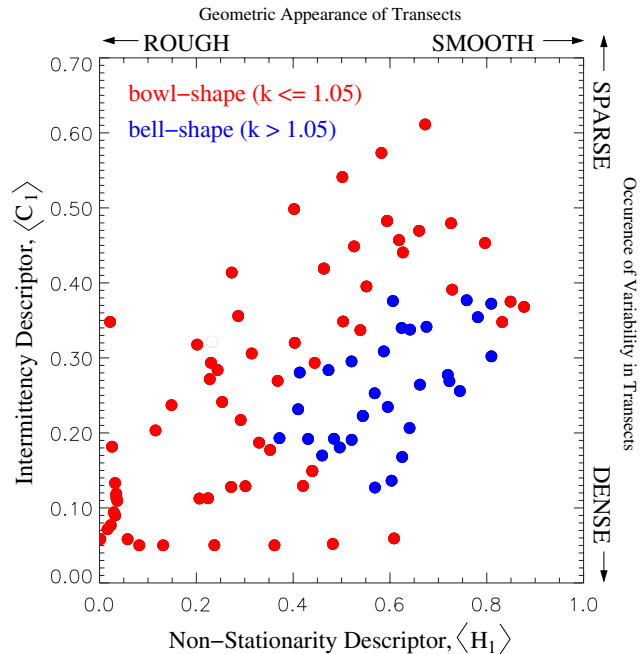 Geometric Appearance of Transects
ROUGH SMOOTH
0.70
0.60
0.50
0.40
0.30
0.20
0.10
0.00
bowl−shape (k <= 1.05)
bell−shape (k > 1.05)
Intermittency Descriptor, ⟨C₁⟩
SPARSE
DENSE
Occurence of Variability in Transects
0.0 0.2 0.4 0.6 0.8 1.0
Non−Stationarity Descriptor, ⟨H₁⟩